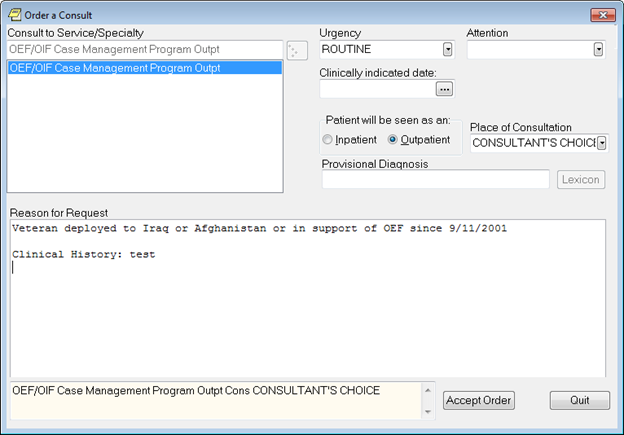 Order a Consult
Consult to Service/Specialty
OEF/OIF Case Management Program Outpt
OEF/OIF Case Management Program Outpt
Urgency
ROUTINE
Attention
Clinically indicated date:
...
Patient will be seen as an:
Inpatient
Outpatient
Place of Consultation
CONSULTANT'S CHOICE
Provisional Diagnosis
Lexicon
Reason for Request
Veteran deployed to Iraq or Afghanistan or in support of OEF since 9/11/2001
Clinical History: test
OEF/OIF Case Management Program Outpt Cons CONSULTANT'S CHOICE
Accept Order
Quit